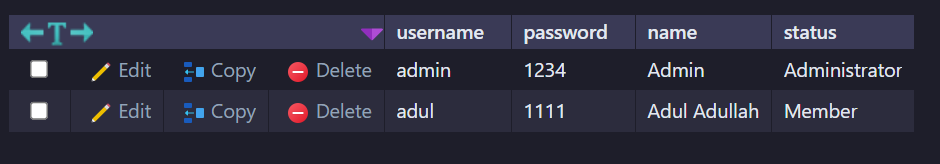 ←T→ username password name status
Edit Copy Delete admin 1234 Admin Administrator
Edit Copy Delete adul 1111 Adul Adullah Member